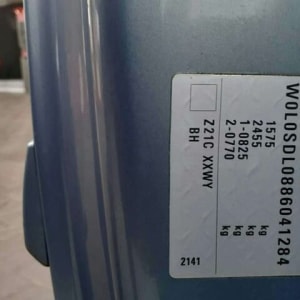 W0L0SDL0886041284
1575 kg
2455 kg
1-0825 kg
2-0770 kg
Z21C XXWY
BH
2141